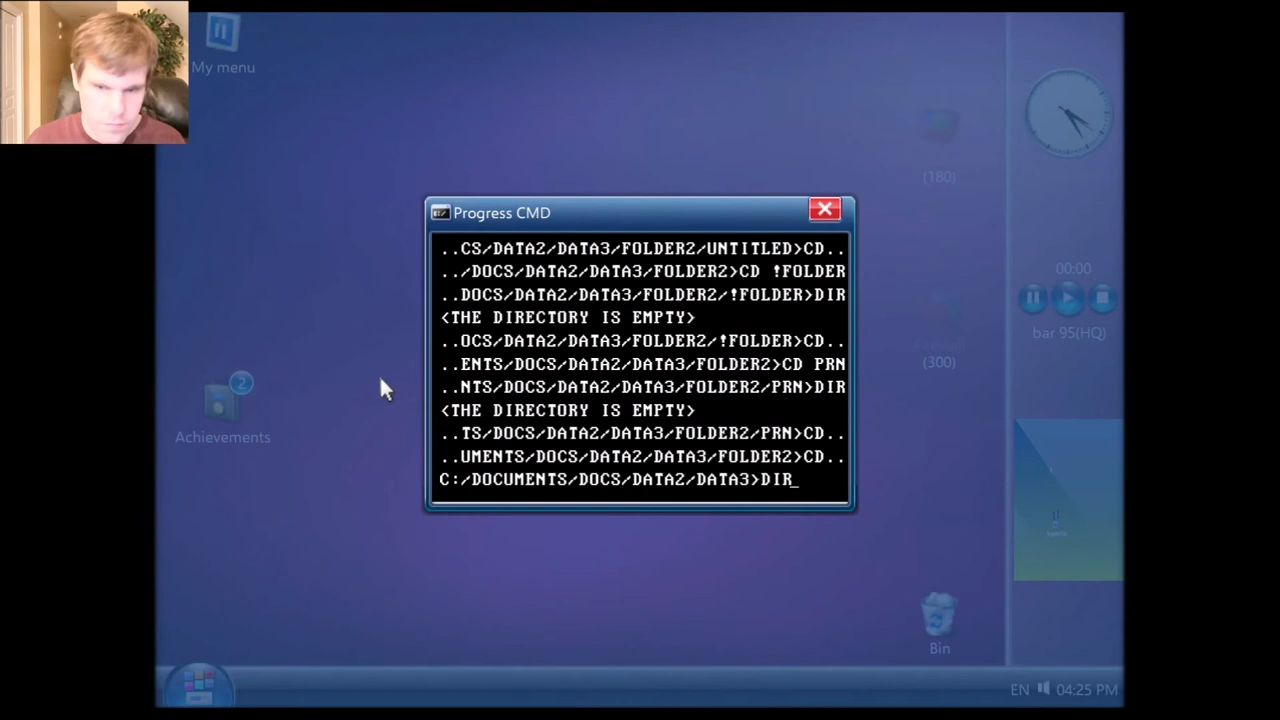 My menu
(180)
Progress CMD
..CS/DATA2/DATA3/FOLDER2/UNTITLED>CD..
../DOCS/DATA2/DATA3/FOLDER2>CD !FOLDER
..DOCS/DATA2/DATA3/FOLDER2/!FOLDER>DIR
<THE DIRECTORY IS EMPTY>
..OCS/DATA2/DATA3/FOLDER2/!FOLDER>CD..
..ENTS/DOCS/DATA2/DATA3/FOLDER2>CD PRN
..NTS/DOCS/DATA2/DATA3/FOLDER2/PRN>DIR
<THE DIRECTORY IS EMPTY>
..TS/DOCS/DATA2/DATA3/FOLDER2/PRN>CD..
..UMENTS/DOCS/DATA2/DATA3/FOLDER2>CD..
C:/DOCUMENTS/DOCS/DATA2/DATA3>DIR_
00:00
bar 95(HQ)
(300)
2
Achievements
Bin
EN 04:25 PM